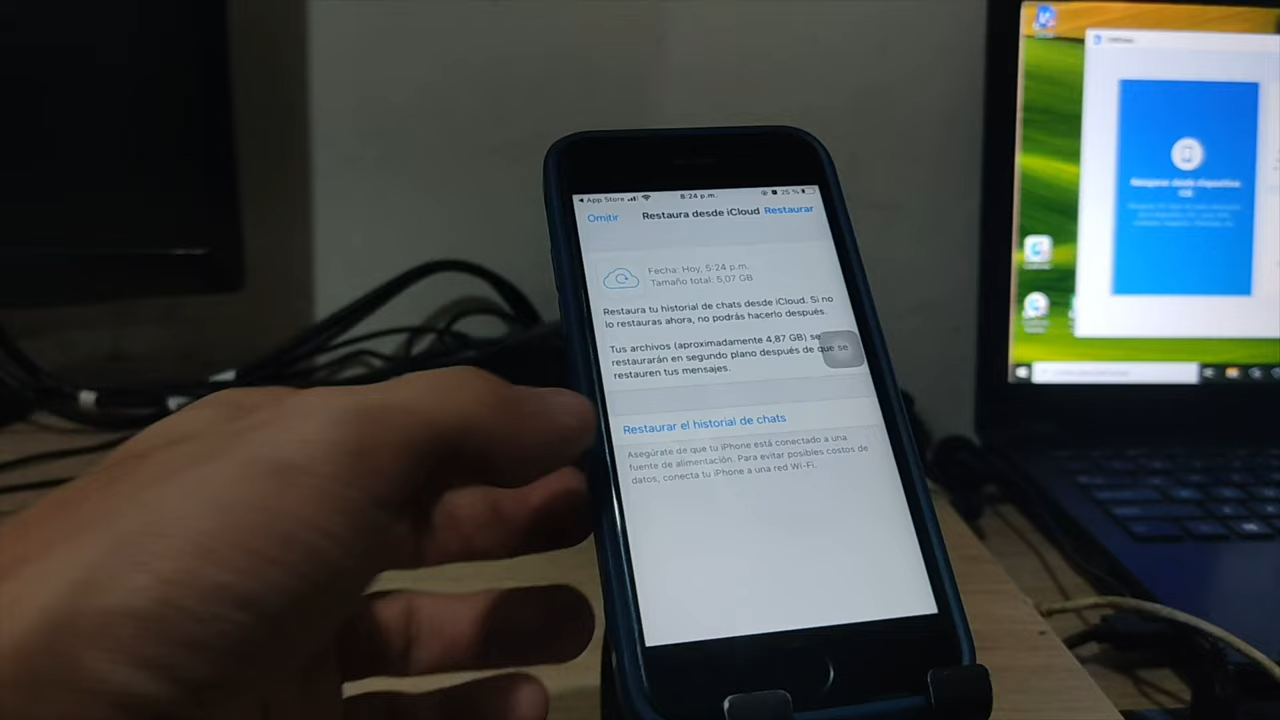 App Store
8:24 p.m.
25 %
Omitir
Restaura desde iCloud
Restaurar
Fecha: Hoy, 5:24 p.m.
Tamaño total: 5,07 GB
Restaura tu historial de chats desde iCloud. Si no
lo restauras ahora, no podrás hacerlo después.
Tus archivos (aproximadamente 4,87 GB) se
restaurarán en segundo plano después de que se
restauren tus mensajes.
Restaurar el historial de chats
Asegúrate de que tu iPhone está conectado a una
fuente de alimentación. Para evitar posibles costos de
datos, conecta tu iPhone a una red Wi-Fi.